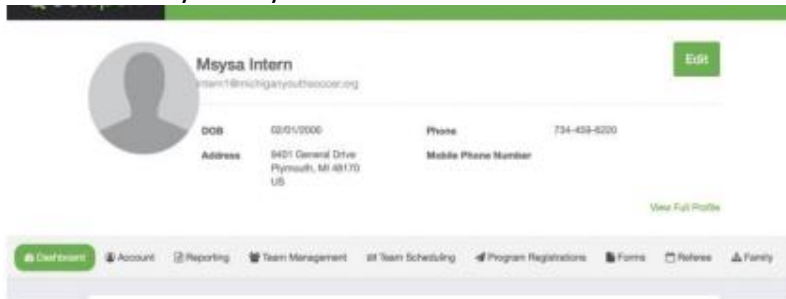 Msysa Intern
Edit
intern1@michiganyouthsoccer.org
DOB 02/01/2000 Phone 734-459-6220
Address 9401 General Drive Mobile Phone Number
Plymouth, MI 48170
US
View Full Profile
Dashboard Account Reporting Team Management Team Scheduling Program Registrations Forms Referee Family